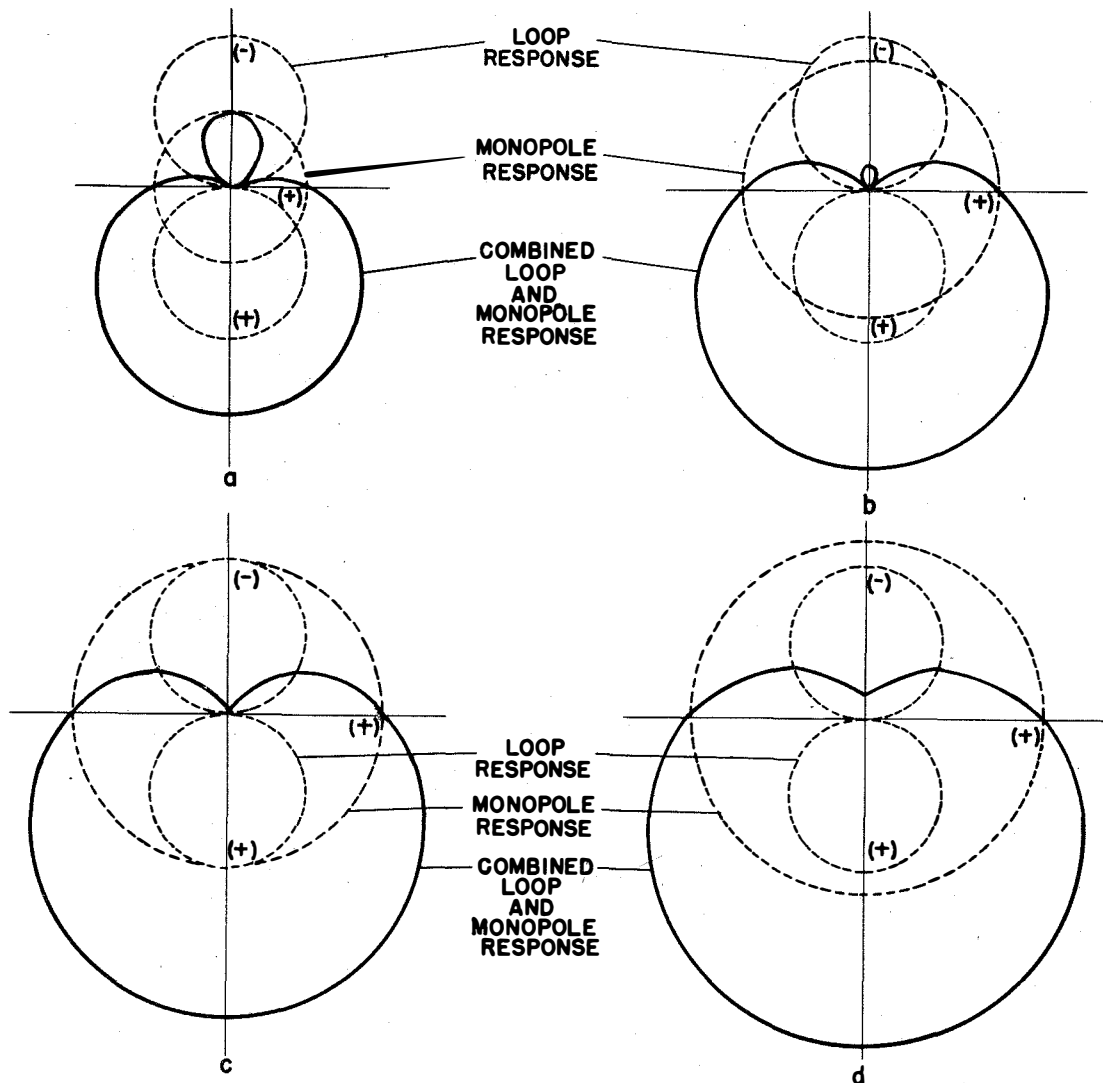 (-)
LOOP
RESPONSE
(-)
MONOPOLE
RESPONSE
(+)
(+)
COMBINED
LOOP
AND
MONOPOLE
RESPONSE
(+)
(+)
a
b
(-)
(-)
(+)
(+)
LOOP
RESPONSE
MONOPOLE
RESPONSE
(+)
(+)
COMBINED
LOOP
AND
MONOPOLE
RESPONSE
c
d